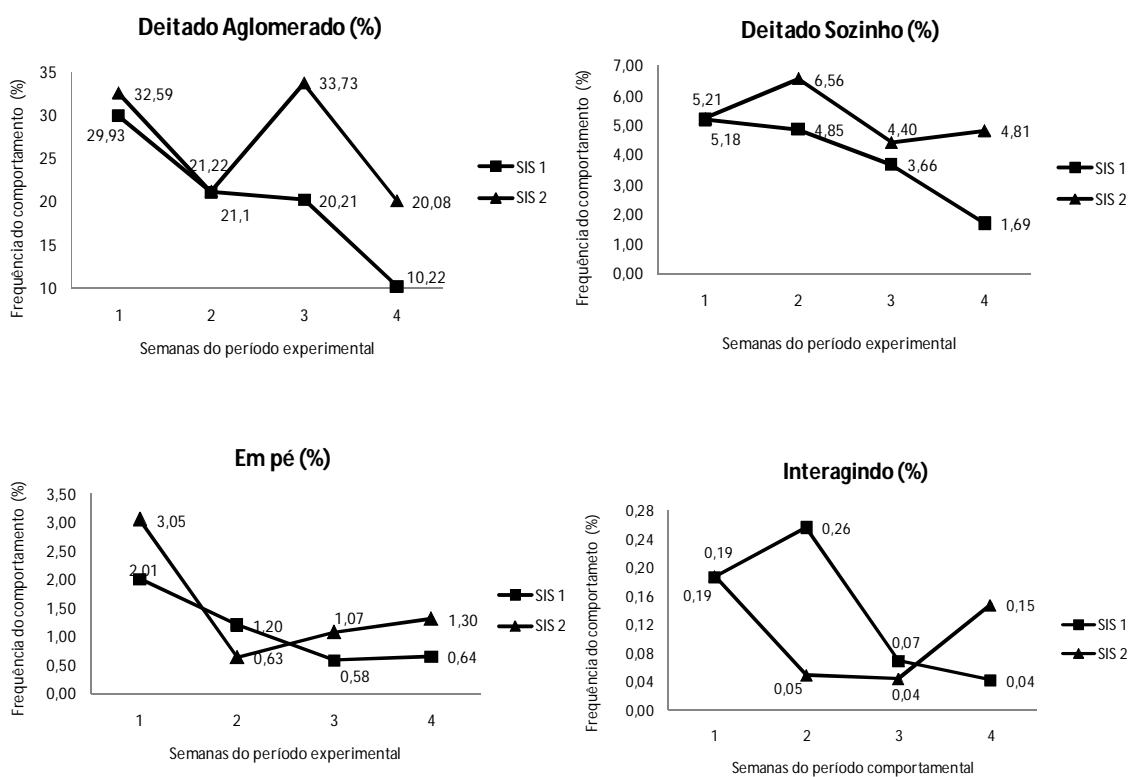 Deitado Aglomerado (%)
Frequência do comportamento (%)
35
30
25
20
15
10
32,59
29,93
21,22
21,1
33,73
20,21
20,08
10,22
1 2 3 4
Semanas do período experimental
SIS 1
SIS 2
Deitado Sozinho (%)
Frequência do comportamento (%)
7,00
6,00
5,00
4,00
3,00
2,00
1,00
0,00
5,21
5,18
6,56
4,85
4,40
3,66
4,81
1,69
1 2 3 4
Semanas do período experimental
SIS 1
SIS 2
Em pé (%)
Frequência do comportamento (%)
3,50
3,00
2,50
2,00
1,50
1,00
0,50
0,00
3,05
2,01
1,20
0,63
1,07
0,58
1,30
0,64
1 2 3 4
Semanas do período experimental
SIS 1
SIS 2
Interagindo (%)
Frequência do comportameto (%)
0,28
0,24
0,20
0,16
0,12
0,08
0,04
0,00
0,19
0,19
0,26
0,05
0,07
0,04
0,15
0,04
1 2 3 4
Semanas do período comportamental
SIS 1
SIS 2